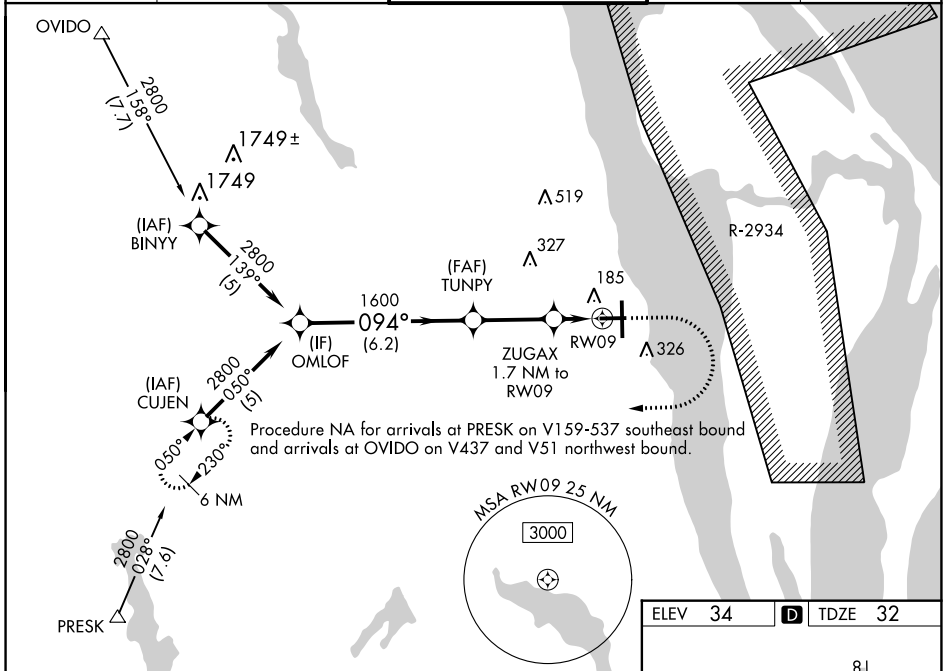 OVIDO
2800
158°
(7.7)
1749±
1749
(IAF)
BINYY
2800
139°
(5)
519
327
(FAF)
TUNPY
185
R-2934
1600
094°
(6.2)
(IF)
OMLOF
RW09
ZUGAX
1.7 NM to
RW09
326
(IAF)
CUJEN
2800
050°
(5)
Procedure NA for arrivals at PRESK on V159-537 southeast bound
and arrivals at OVIDO on V437 and V51 northwest bound.
050°
230°
6 NM
MSA RW09 25 NM
3000
2800
028°
(7.6)
PRESK
ELEV 34 D TDZE 32